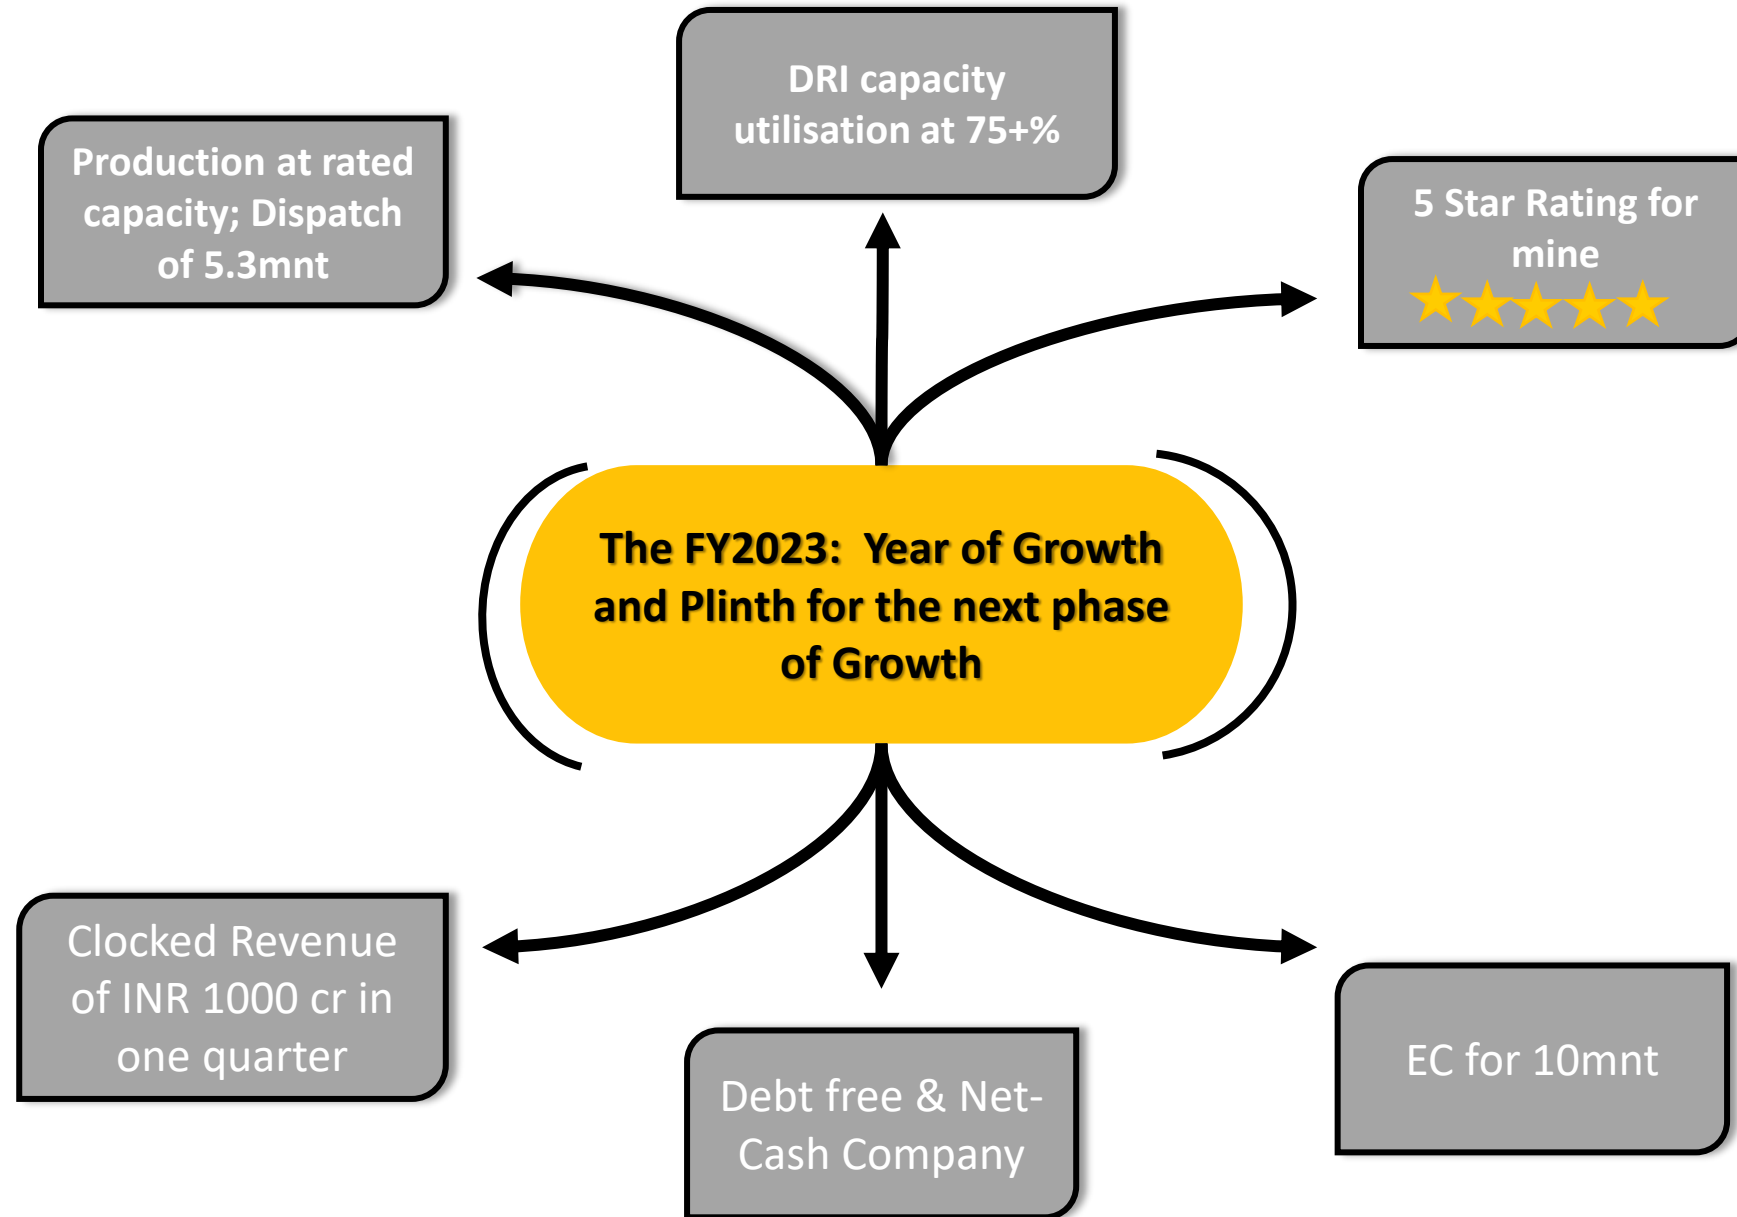 DRI capacity
utilisation at 75+%
Production at rated
capacity; Dispatch
of 5.3mnt
5 Star Rating for
mine
The FY2023:  Year of Growth
and Plinth for the next phase
of Growth
Clocked Revenue
of INR 1000 cr in
one quarter
Debt free & Net-
Cash Company
EC for 10mnt